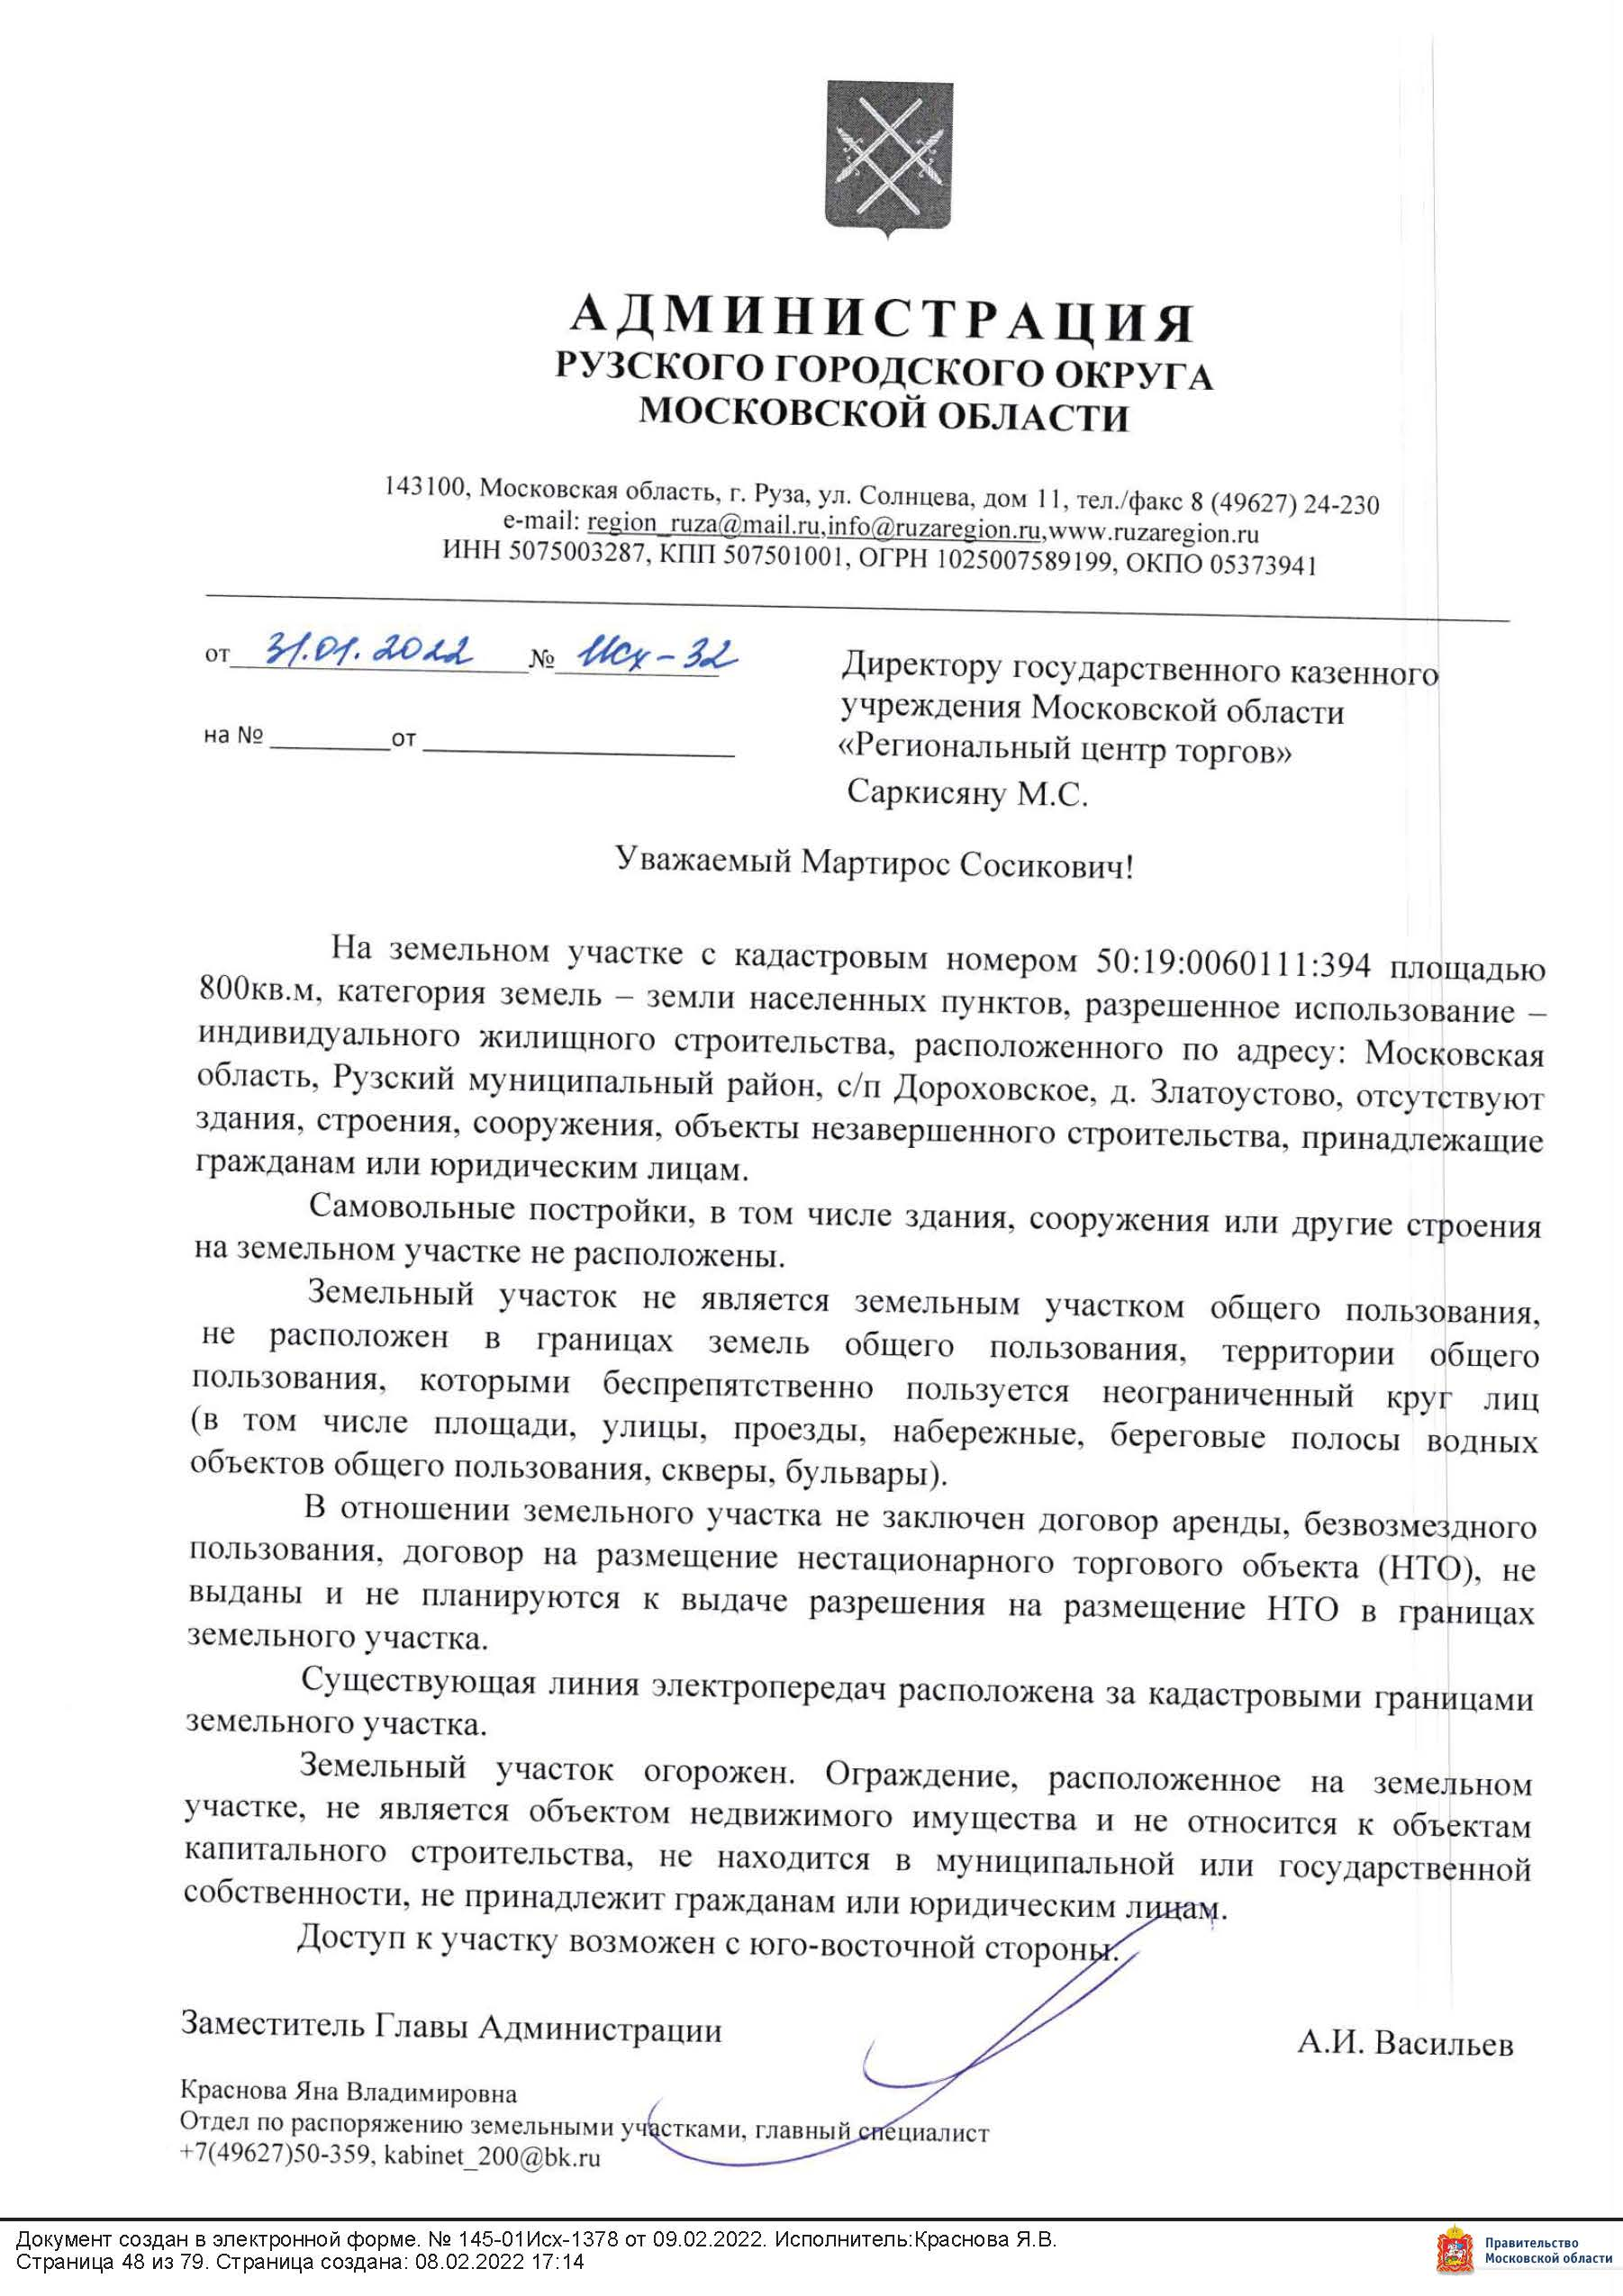 АДМИНИСТРАЦИЯ
РУЗСКОГО ГОРОДСКОГО ОКРУГА
МОСКОВСКОЙ ОБЛАСТИ
143100, Московская область, г. Руза, ул. Солнцева, дом 11, тел./факс 8 (49627) 24-230
e-mail: region_ruza@mail.ru,info@ruzaregion.ru,www.ruzaregion.ru
ИНН 5075003287, КПП 507501001, ОГРН 1025007589199, ОКПО 05373941
от 31.01.2022 № Исх-32
на № ________от ____________
Директору государственного казенного
учреждения Московской области
«Региональный центр торгов»
Саркисяну М.С.
Уважаемый Мартирос Сосикович!
На земельном участке с кадастровым номером 50:19:0060111:394 площадью
800кв.м, категория земель – земли населенных пунктов, разрешенное использование –
индивидуального жилищного строительства, расположенного по адресу: Московская
область, Рузский муниципальный район, с/п Дороховское, д. Златоустово, отсутствуют
здания, строения, сооружения, объекты незавершенного строительства, принадлежащие
гражданам или юридическим лицам.
Самовольные постройки, в том числе здания, сооружения или другие строения
на земельном участке не расположены.
Земельный участок не является земельным участком общего пользования,
не расположен в границах земель общего пользования, территории общего
пользования, которыми беспрепятственно пользуется неограниченный круг лиц
(в том числе площади, улицы, проезды, набережные, береговые полосы водных
объектов общего пользования, скверы, бульвары).
В отношении земельного участка не заключен договор аренды, безвозмездного
пользования, договор на размещение нестационарного торгового объекта (НТО), не
выданы и не планируются к выдаче разрешения на размещение НТО в границах
земельного участка.
Существующая линия электропередач расположена за кадастровыми границами
земельного участка.
Земельный участок огорожен. Ограждение, расположенное на земельном
участке, не является объектом недвижимого имущества и не относится к объектам
капитального строительства, не находится в муниципальной или государственной
собственности, не принадлежит гражданам или юридическим лицам.
Доступ к участку возможен с юго-восточной стороны.
Заместитель Главы Администрации
А.И. Васильев
Краснова Яна Владимировна
Отдел по распоряжению земельными участками, главный специалист
+7(49627)50-359, kabinet_200@bk.ru
Документ создан в электронной форме. № 145-01Исх-1378 от 09.02.2022. Исполнитель:Краснова Я.В.
Страница 48 из 79. Страница создана: 08.02.2022 17:14
Правительство
Московской области